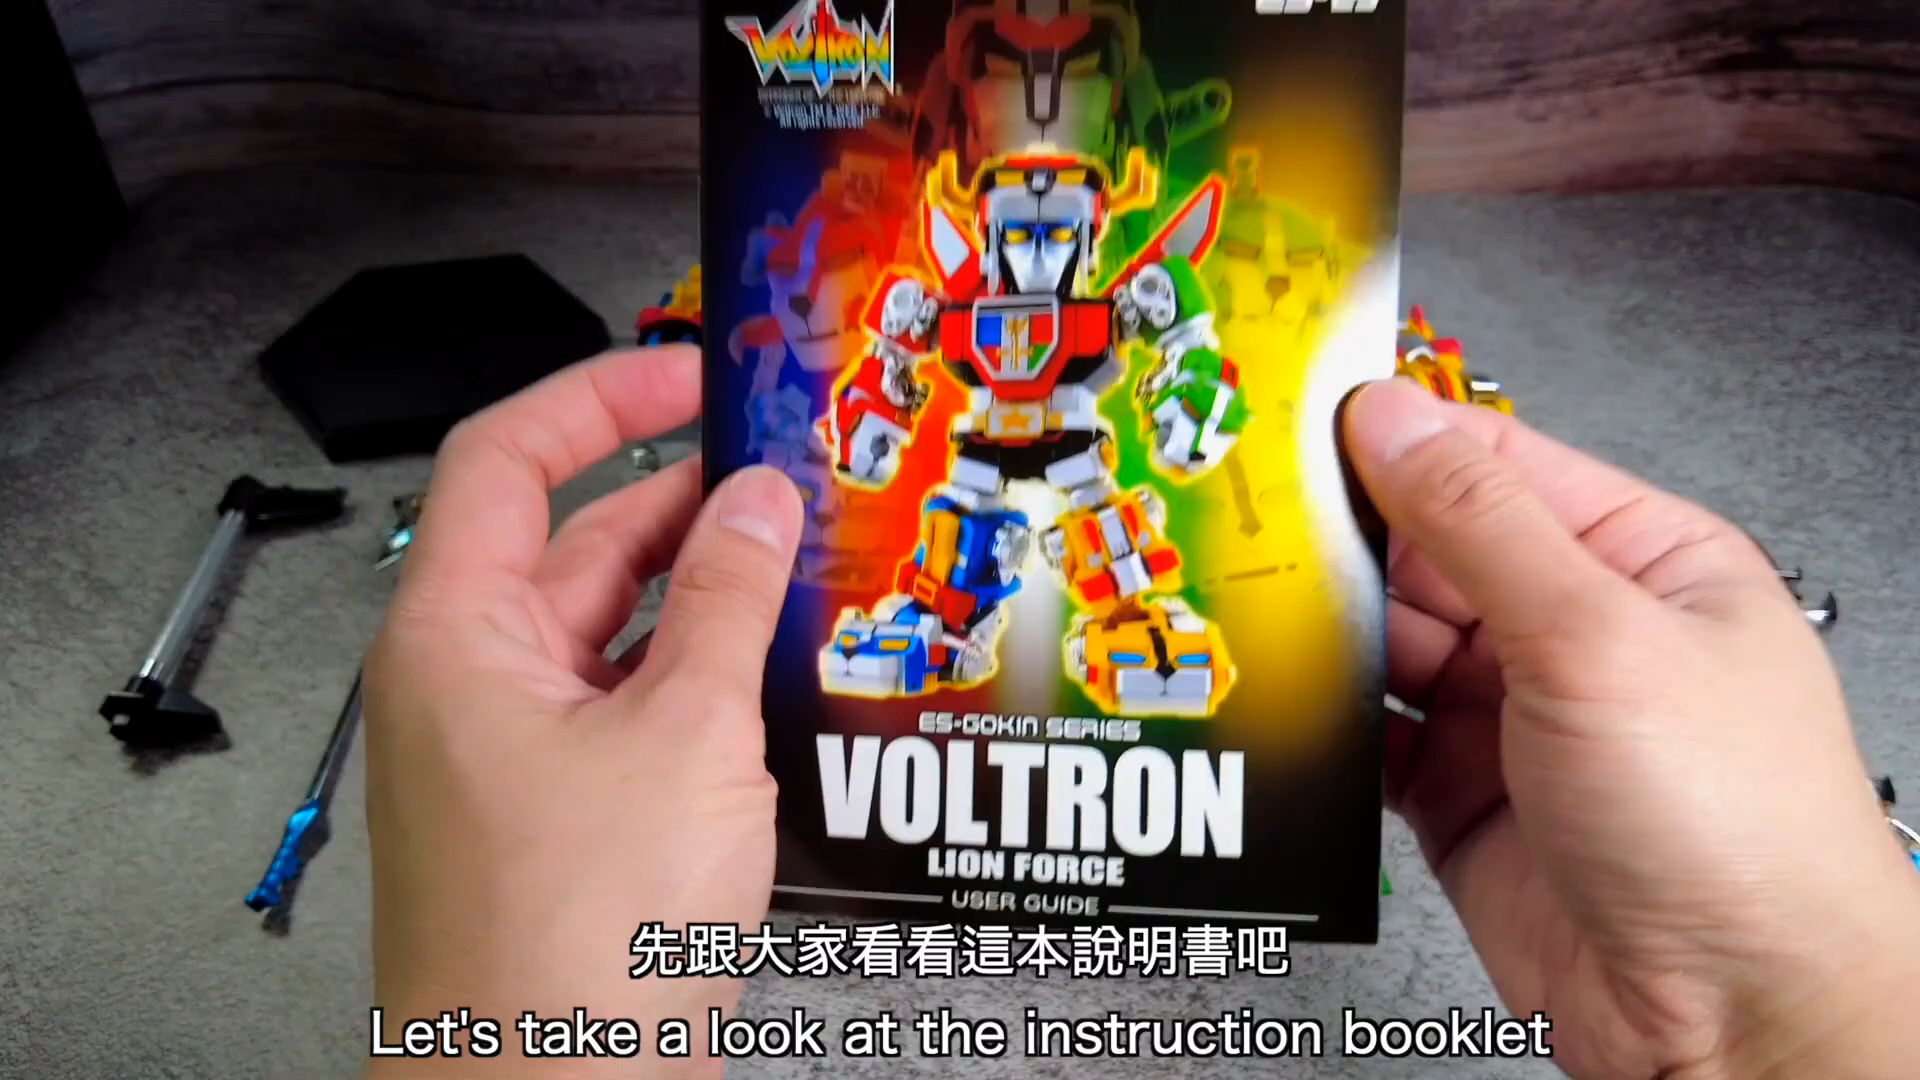 VOLTRON
ES-GOKIN SERIES
VOLTRON
LION FORCE
USER GUIDE
先跟大家看看這本說明書吧
Let's take a look at the instruction booklet